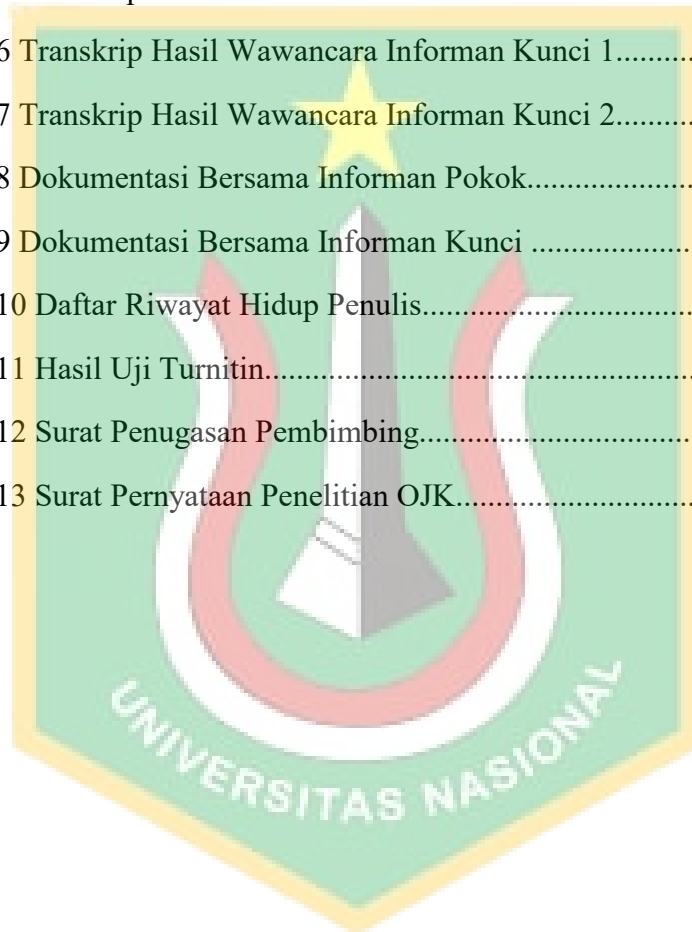 6 Transkrip Hasil Wawancara Informan Kunci 1..........
7 Transkrip Hasil Wawancara Informan Kunci 2..........
8 Dokumentasi Bersama Informan Pokok....................
9 Dokumentasi Bersama Informan Kunci ....................
10 Daftar Riwayat Hidup Penulis.................................
11 Hasil Uji Turnitin.....................................................
12 Surat Penugasan Pembimbing.................................
13 Surat Pernyataan Penelitian OJK.............................
UNIVERSITAS NASIONAL